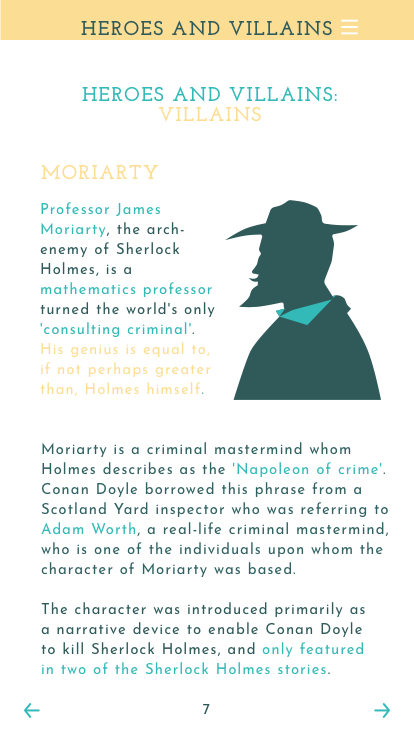 HEROES AND VILLAINS
HEROES AND VILLAINS:
VILLAINS
MORIARTY
Professor James
Moriarty, the arch-
enemy of Sherlock
Holmes, is a
mathematics professor
turned the world's only
'consulting criminal'.
His genius is equal to,
if not perhaps greater
than, Holmes himself.
Moriarty is a criminal mastermind whom
Holmes describes as the 'Napoleon of crime'.
Conan Doyle borrowed this phrase from a
Scotland Yard inspector who was referring to
Adam Worth, a real-life criminal mastermind,
who is one of the individuals upon whom the
character of Moriarty was based.
The character was introduced primarily as
a narrative device to enable Conan Doyle
to kill Sherlock Holmes, and only featured
in two of the Sherlock Holmes stories.
7